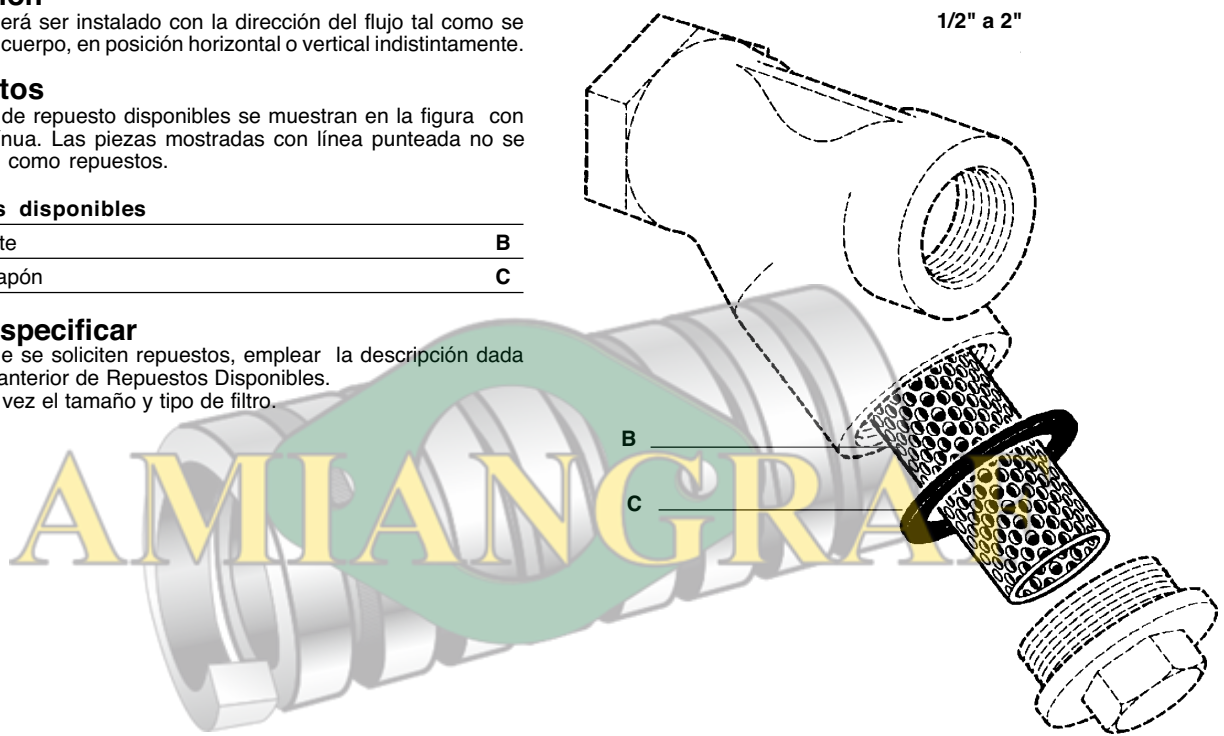 ón
erá ser instalado con la dirección del flujo tal como se
cuerpo, en posición horizontal o vertical indistintamente.
tos
de repuesto disponibles se muestran en la figura con
nua. Las piezas mostradas con línea punteada no se
como repuestos.
s disponibles
te B
apón C
specificar
e se soliciten repuestos, emplear la descripción dada
anterior de Repuestos Disponibles.
vez el tamaño y tipo de filtro.
1/2" a 2"
B
C
AMIANGRAF